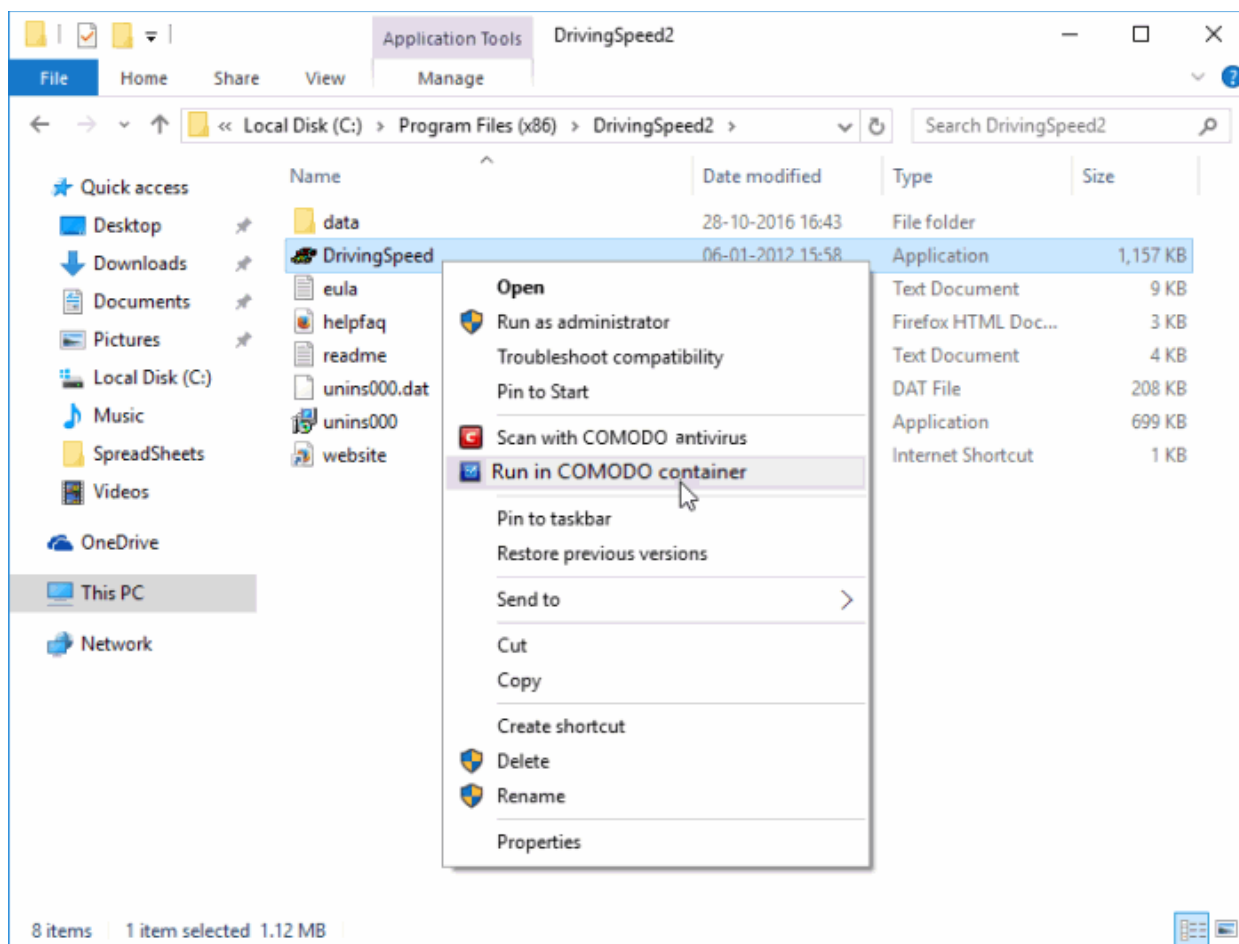 Application Tools DrivingSpeed2
File Home Share View Manage
« Local Disk (C:) > Program Files (x86) > DrivingSpeed2 > Search DrivingSpeed2
Name Date modified Type Size
Quick access
Desktop
Downloads
Documents
Pictures
Local Disk (C:)
Music
SpreadSheets
Videos
OneDrive
This PC
Network
data 28-10-2016 16:43 File folder
DrivingSpeed 06-01-2012 15:58 Application 1,157 KB
eula Text Document 9 KB
helpfaq Firefox HTML Doc... 3 KB
readme Text Document 4 KB
unins000.dat DAT File 208 KB
unins000 Application 699 KB
website Internet Shortcut 1 KB
Open
Run as administrator
Troubleshoot compatibility
Pin to Start
Scan with COMODO antivirus
Run in COMODO container
Pin to taskbar
Restore previous versions
Send to
Cut
Copy
Create shortcut
Delete
Rename
Properties
8 items 1 item selected 1.12 MB